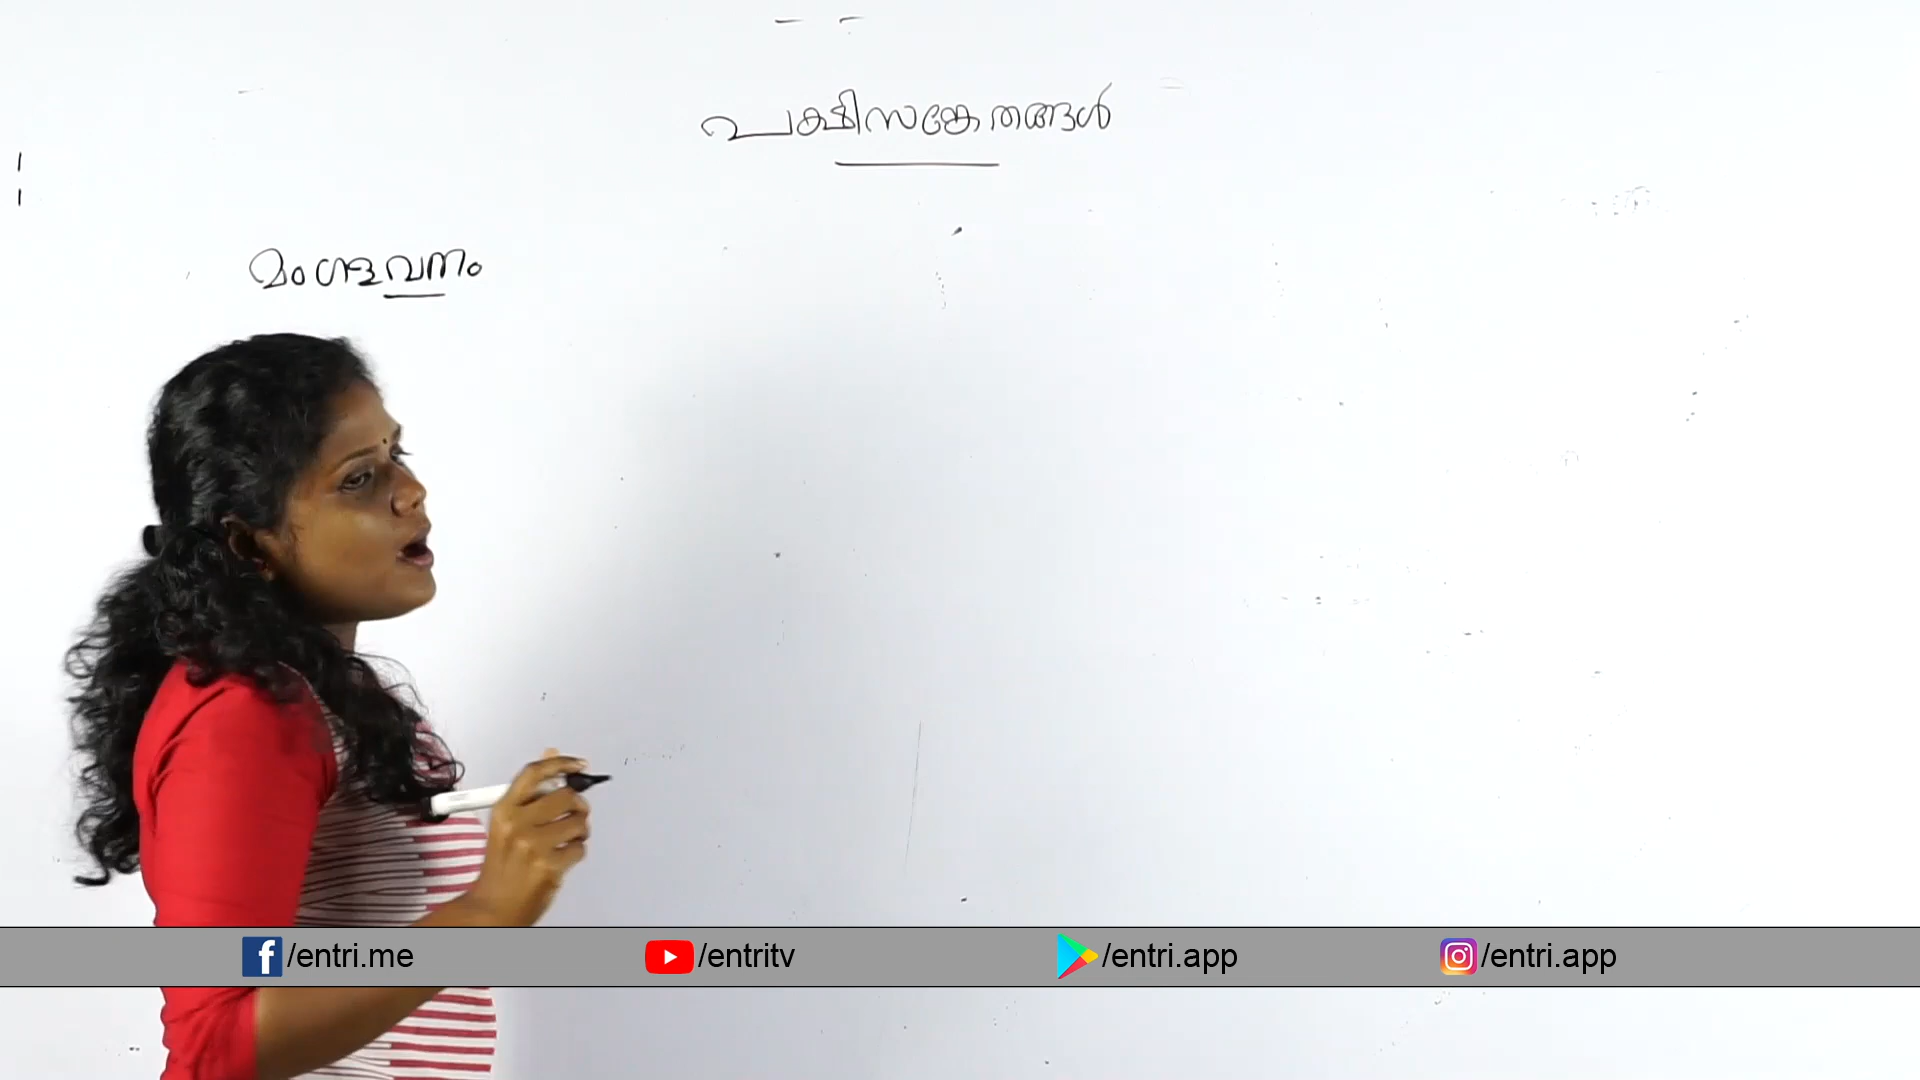 പക്ഷിസങ്കേതങ്ങൾ
മംഗളവനം
/entri.me
/entritv
/entri.app
/entri.app